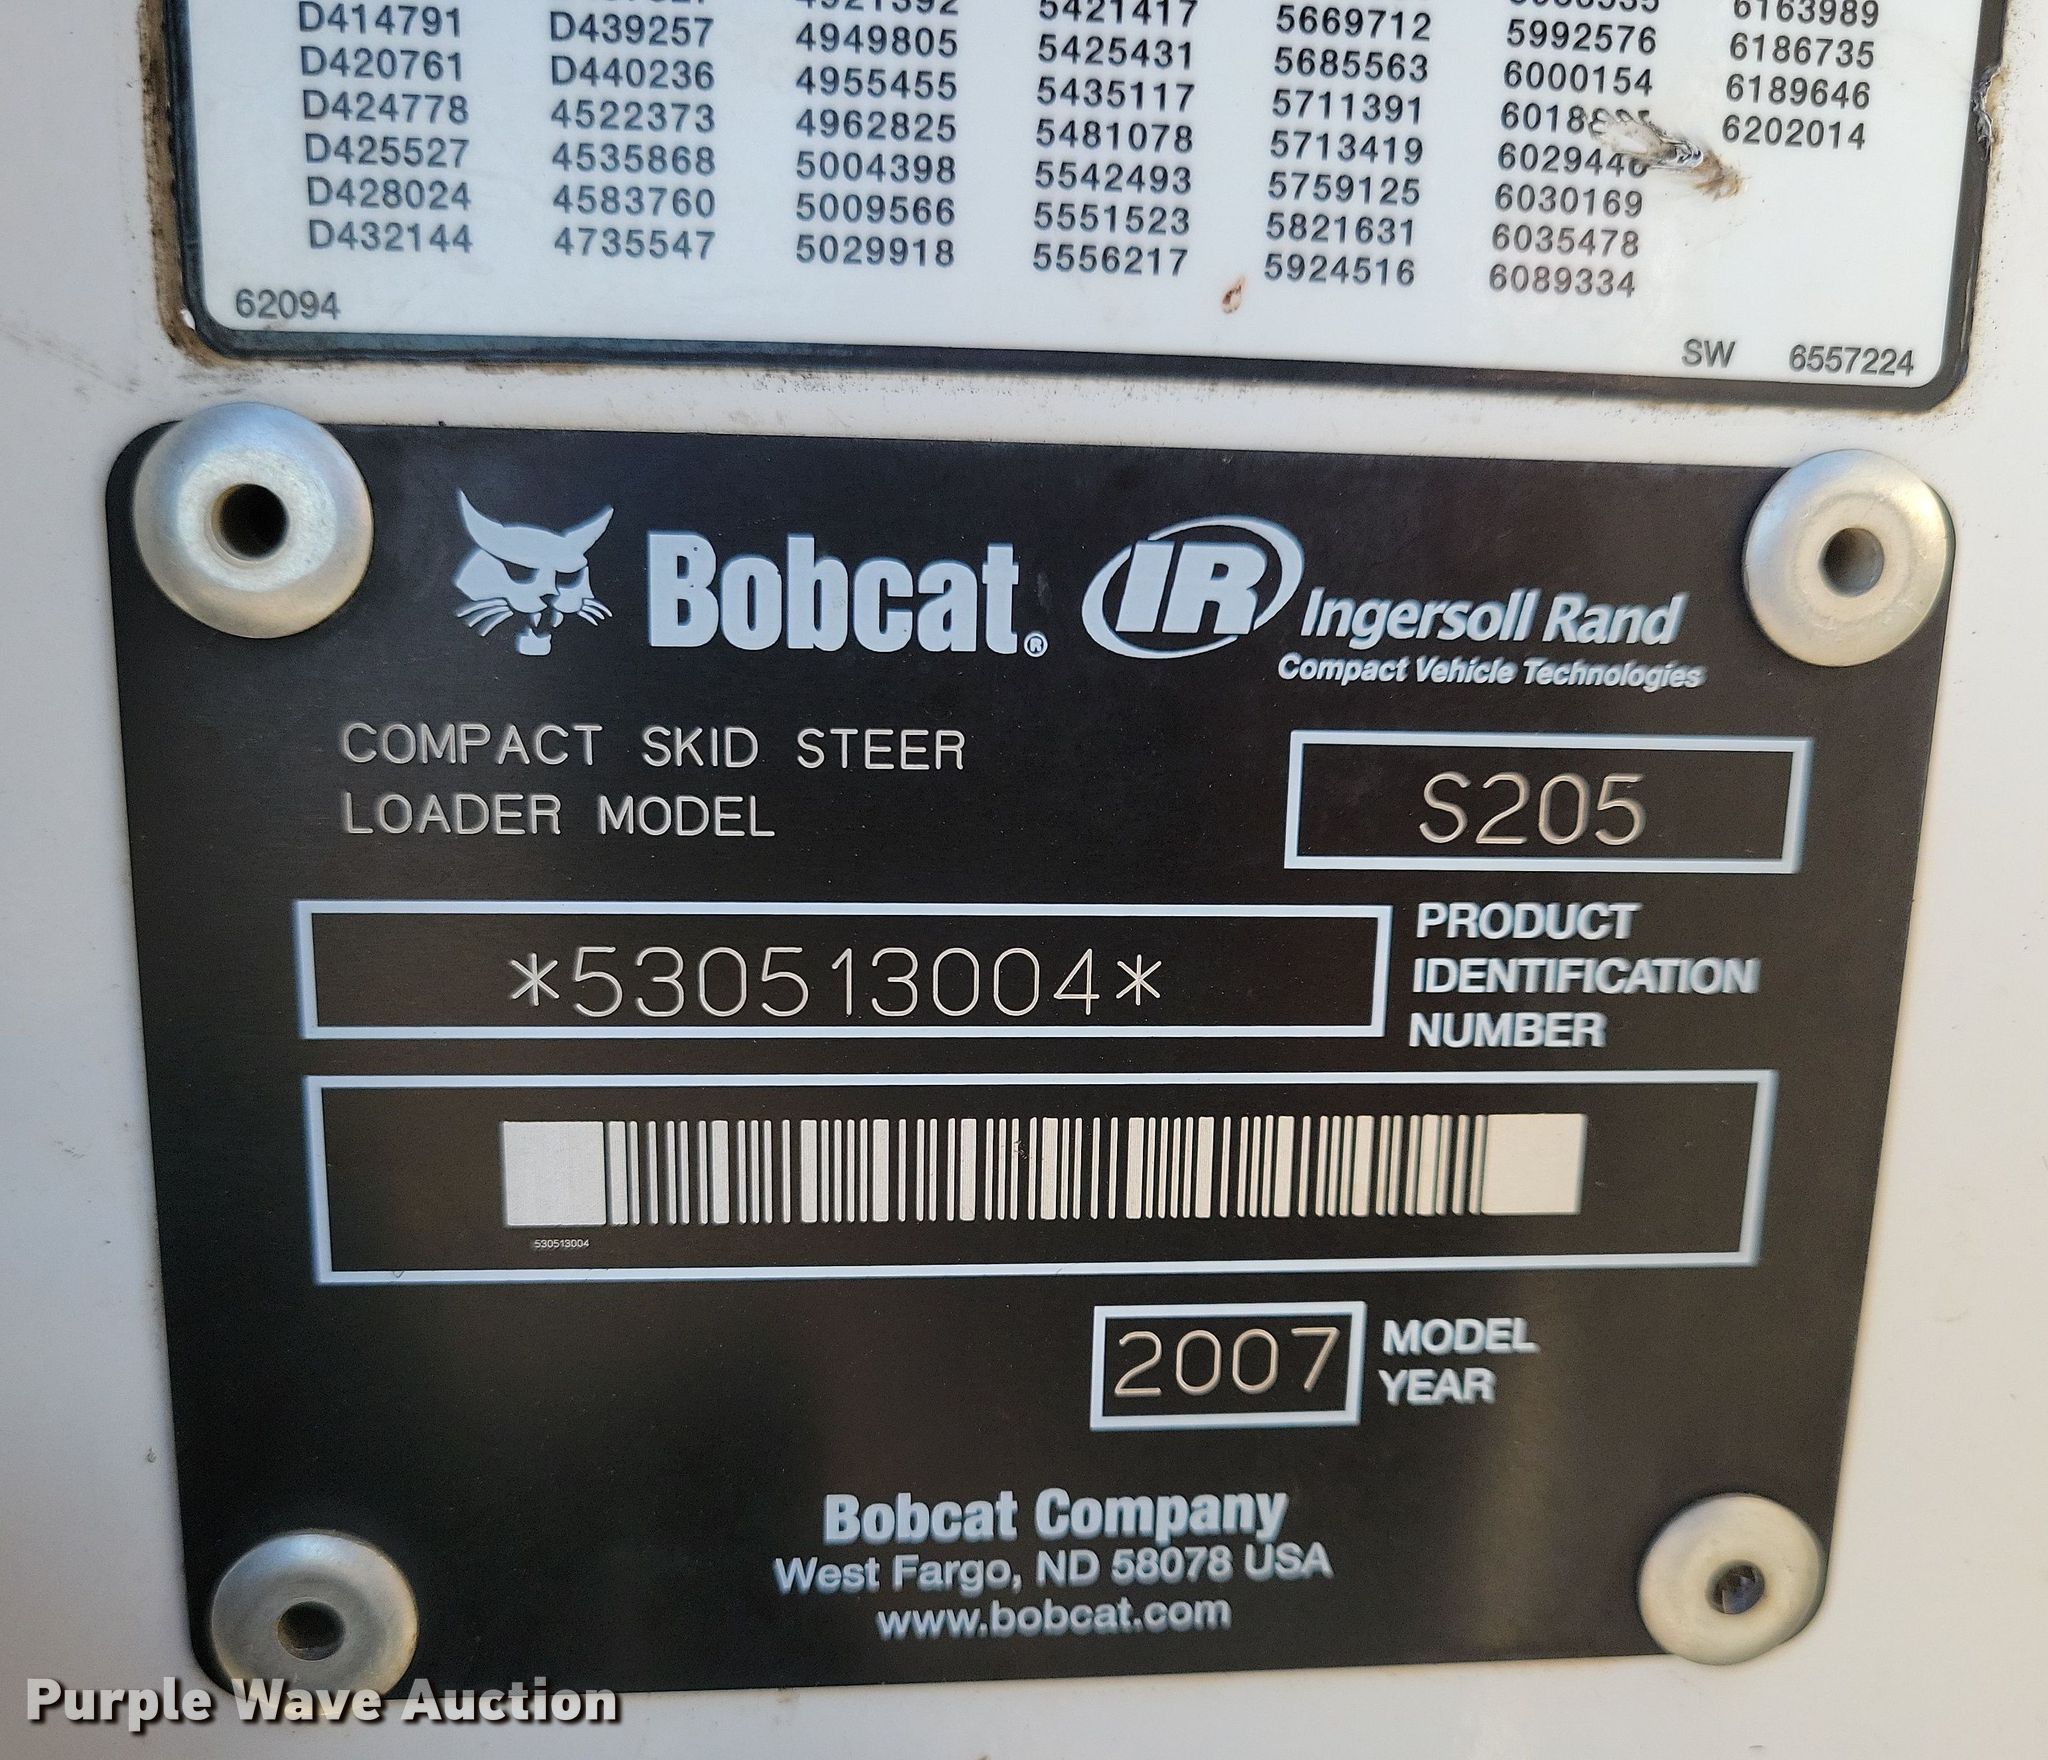 D414791 D439257 4949805 5421417 5669712 5992576 6163989
D420761 D440236 4955455 5425431 5685563 6000154 6186735
D424778 4522373 4962825 5435117 5711391 6189646
D425527 4535868 5004398 5481078 5713419 6029446 6202014
D428024 4583760 5009566 5542493 5759125 6030169
D432144 4735547 5029918 5551523 5821631 6035478
5556217 5924516 6089334
62094
SW 6557224
Bobcat® IR Ingersoll Rand
Compact Vehicle Technologies
COMPACT SKID STEER
LOADER MODEL
S205
*530513004*
PRODUCT
IDENTIFICATION
NUMBER
530513004
2007
MODEL
YEAR
Bobcat Company
West Fargo, ND 58078 USA
www.bobcat.com
Purple Wave Auction